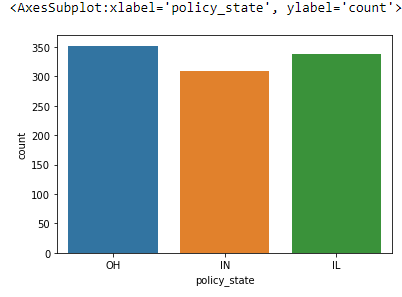 <AxesSubplot:xlabel='policy_state', ylabel='count'>
350
300
250
200
150
100
50
0
count
OH IN IL
policy_state